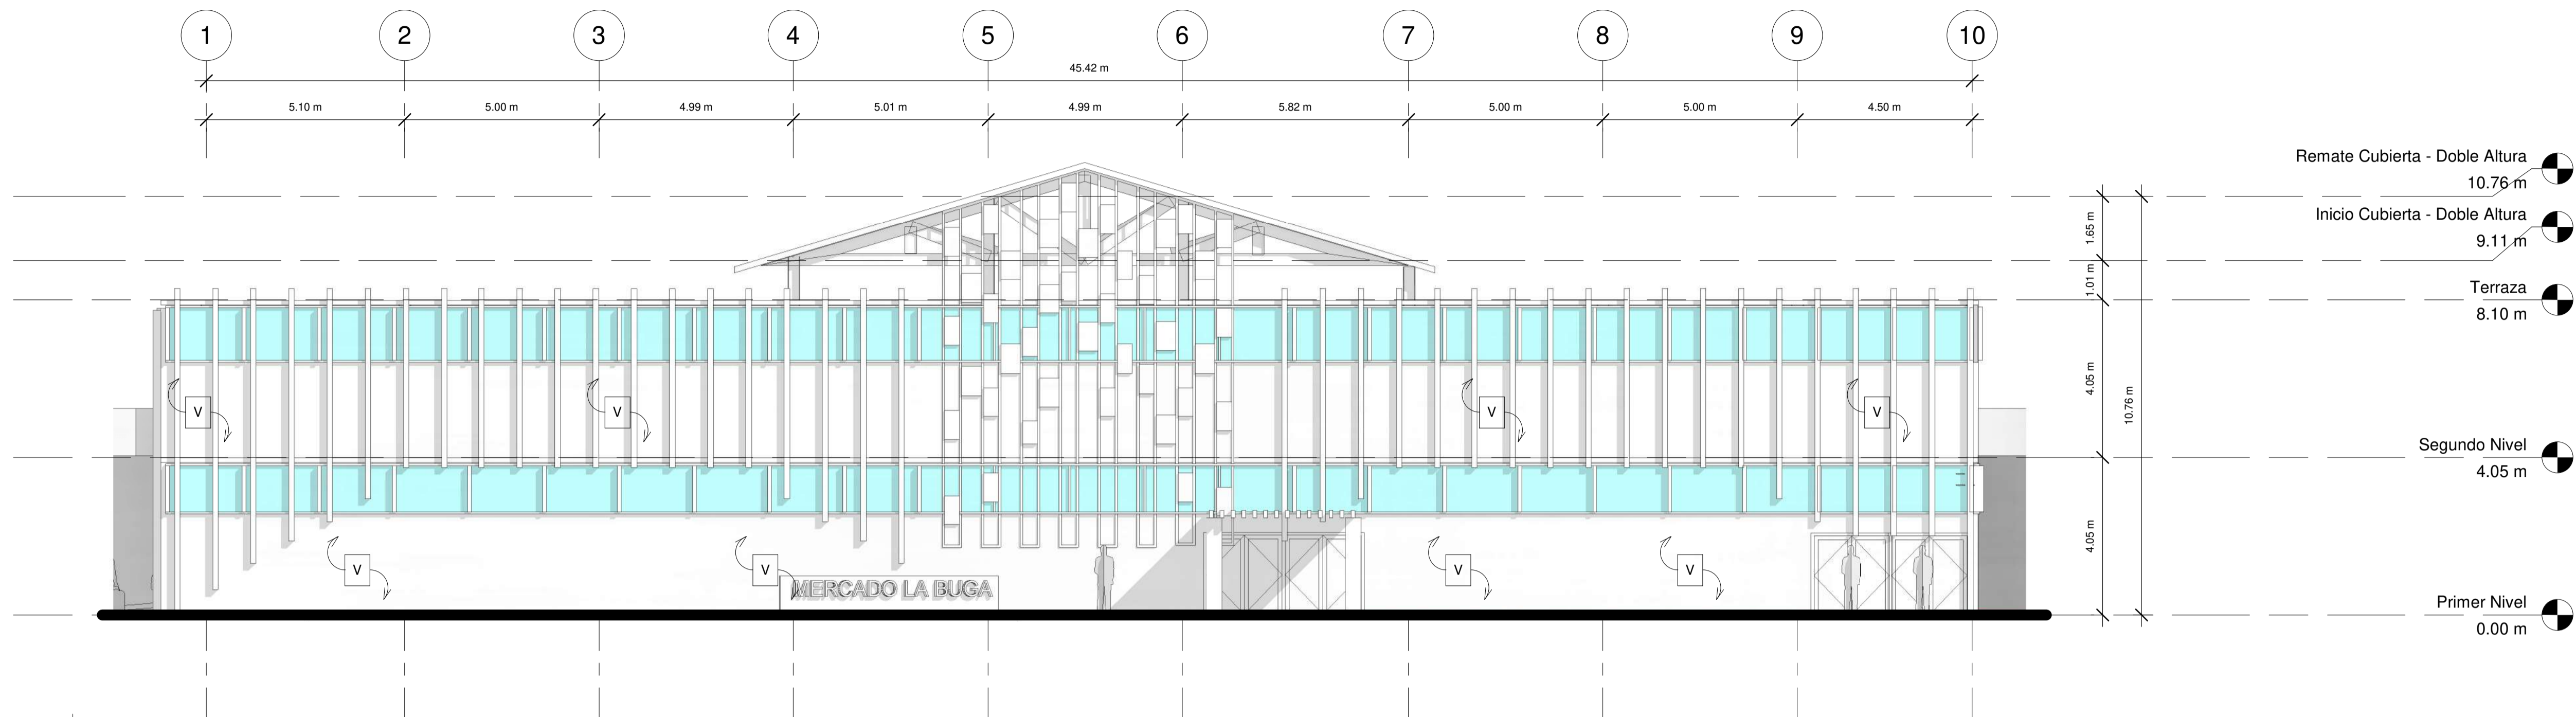 1 2 3 4 5 6 7 8 9 10
45.42 m
5.10 m 5.00 m 4.99 m 5.01 m 4.99 m 5.82 m 5.00 m 5.00 m 4.50 m
Remate Cubierta - Doble Altura
10.76 m
Inicio Cubierta - Doble Altura
9.11 m
1.65 m
Terraza
8.10 m
1.01 m
4.05 m
10.76 m
V V V V
Segundo Nivel
4.05 m
4.05 m
V V V V
MERCADO LA BUGA
Primer Nivel
0.00 m